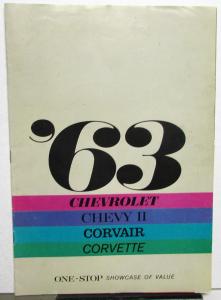 '63
CHEVROLET
CHEVY II
CORVAIR
CORVETTE
ONE-STOP SHOWCASE OF VALUE